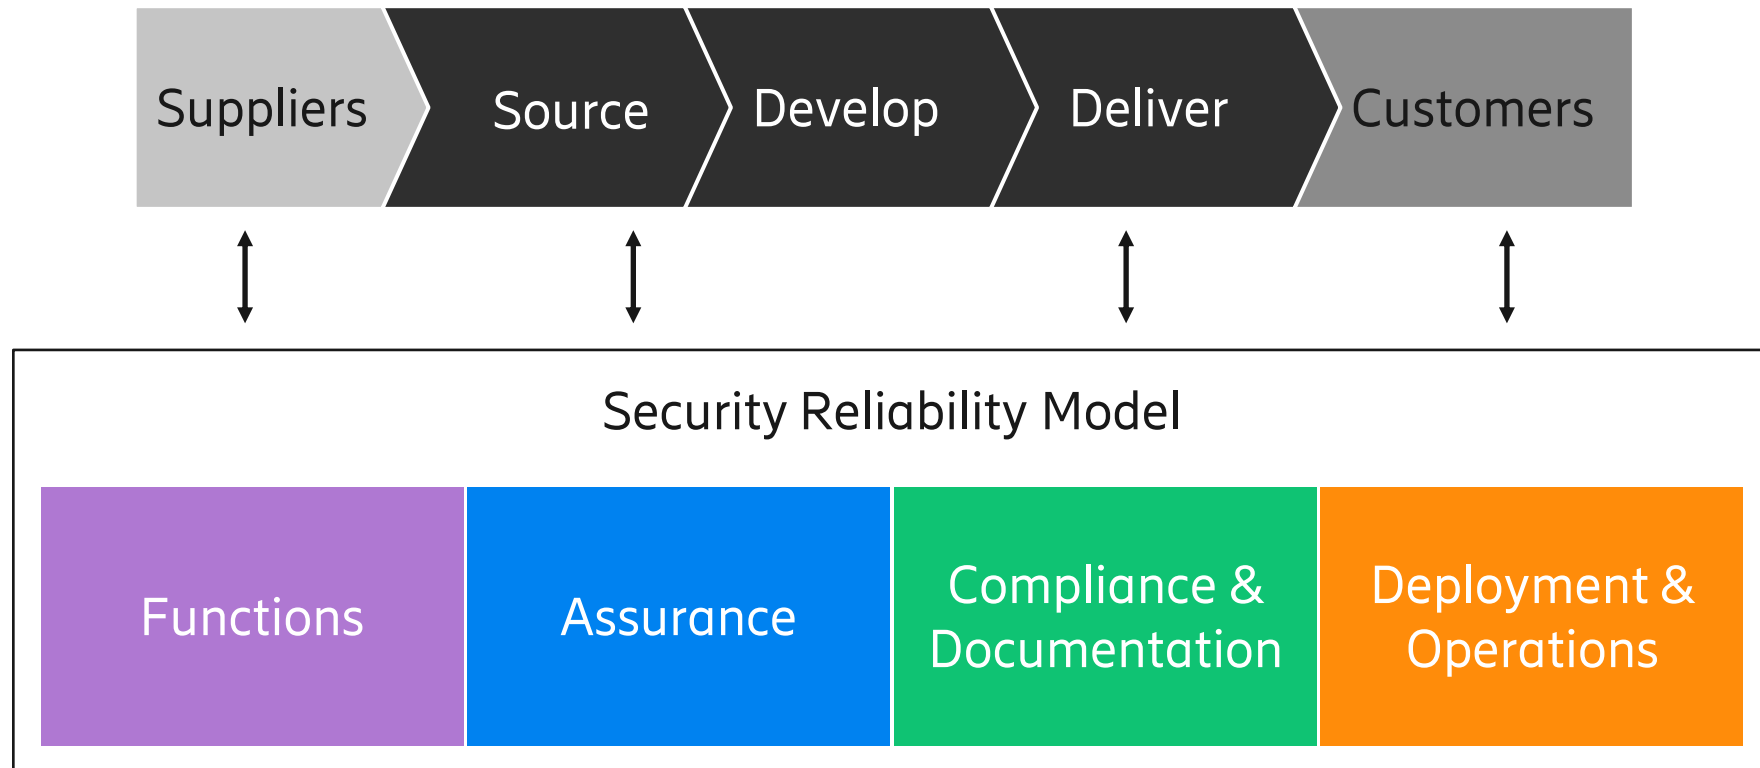 Suppliers
Source
Develop
Deliver
Customers
Security Reliability Model
Functions
Assurance
Compliance &
Documentation
Deployment &
Operations